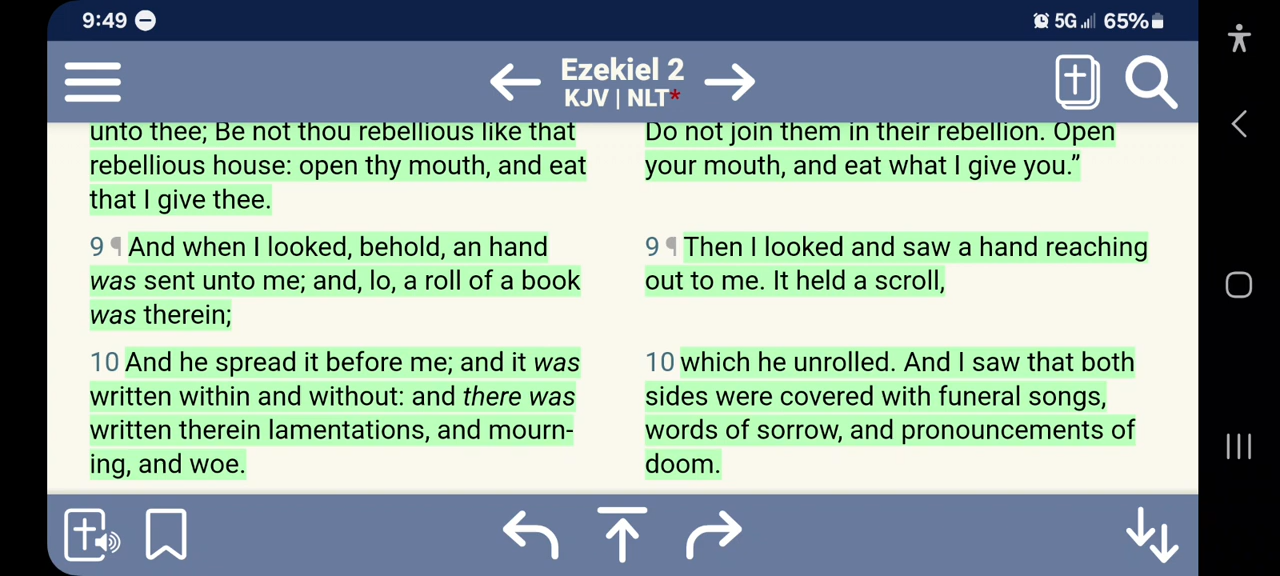 9:49
5G 65%
Ezekiel 2
KJV | NLT*
unto thee; Be not thou rebellious like that
rebellious house: open thy mouth, and eat
that I give thee.
9 ¶ And when I looked, behold, an hand
was sent unto me; and, lo, a roll of a book
was therein;
10 And he spread it before me; and it was
written within and without: and there was
written therein lamentations, and mourn-
ing, and woe.
Do not join them in their rebellion. Open
your mouth, and eat what I give you.”
9 ¶ Then I looked and saw a hand reaching
out to me. It held a scroll,
10 which he unrolled. And I saw that both
sides were covered with funeral songs,
words of sorrow, and pronouncements of
doom.